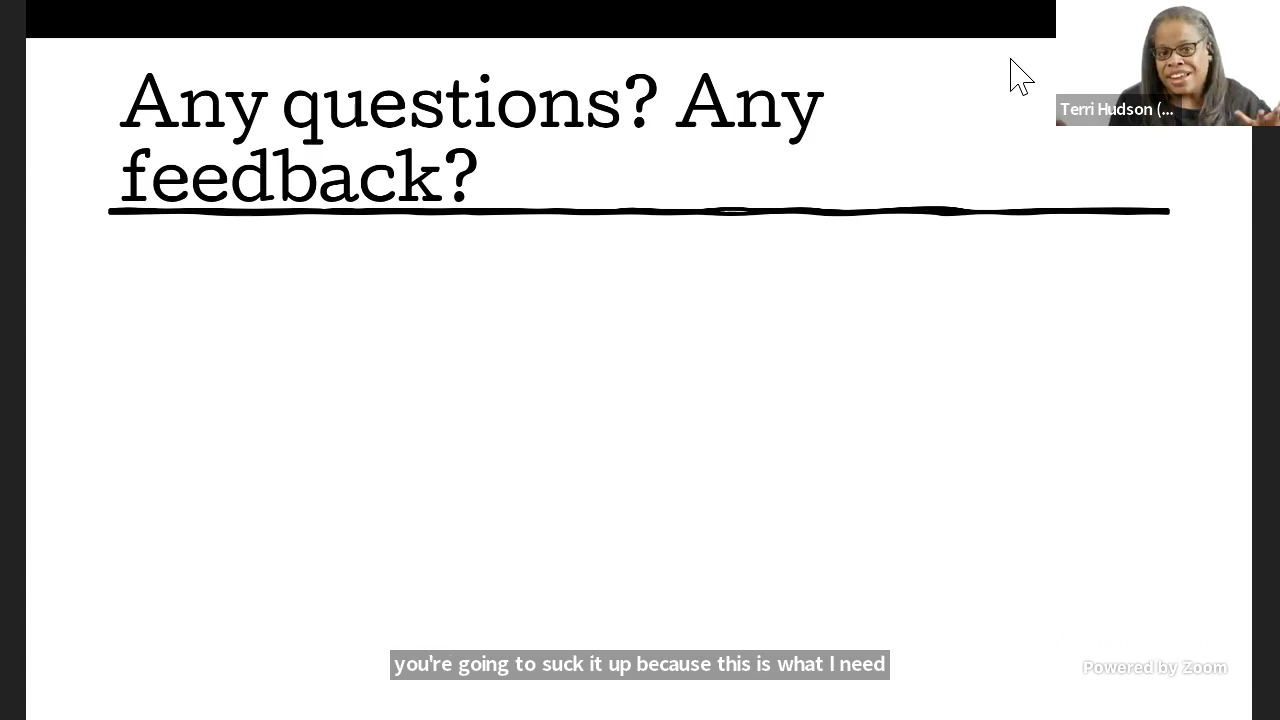 Any questions? Any
feedback?
Terri Hudson (...
you're going to suck it up because this is what I need
Powered by Zoom